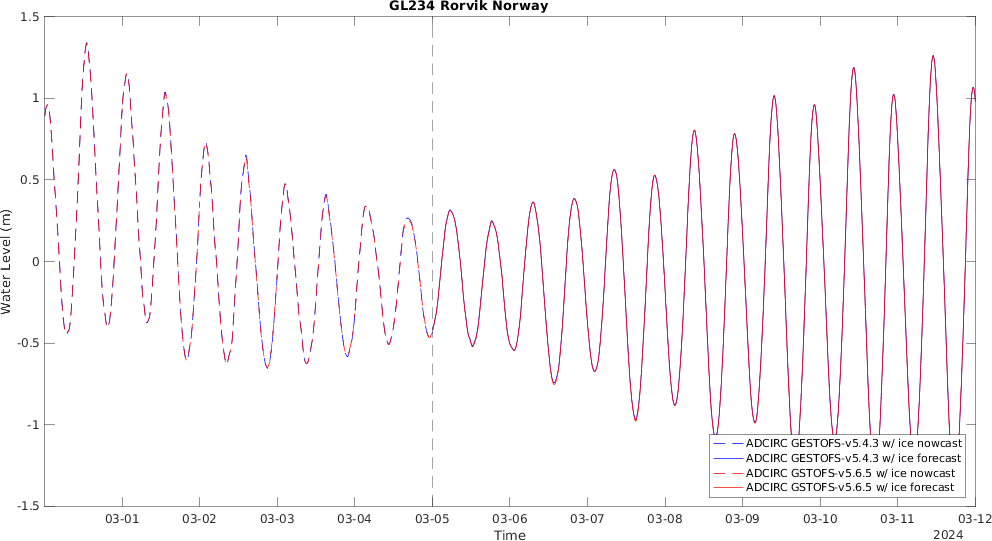 GL234 Rorvik Norway
1.5
1
0.5
0
-0.5
-1
-1.5
Water Level (m)
03-01 03-02 03-03 03-04 03-05 03-06 03-07 03-08 03-09 03-10 03-11 03-12
Time
2024
ADCIRC GESTOFS-v5.4.3 w/ ice nowcast
ADCIRC GESTOFS-v5.4.3 w/ ice forecast
ADCIRC GSTOFS-v5.6.5 w/ ice nowcast
ADCIRC GSTOFS-v5.6.5 w/ ice forecast